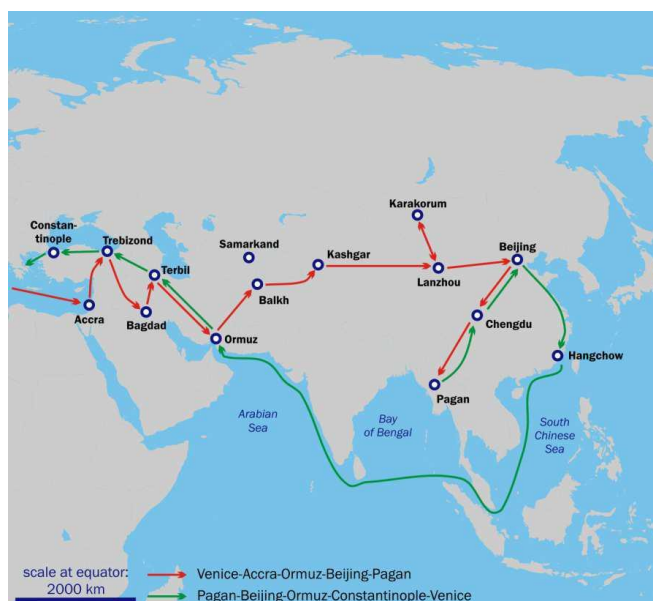 Karakorum
Constan-
tinople
Trebizond
Samarkand
Kashgar
Beijing
Terbil
Lanzhou
Balkh
Accra
Bagdad
Chengdu
Ormuz
Hangchow
Pagan
Arabian
Sea
Bay
of Bengal
South
Chinese
Sea
scale at equator:
2000 km
Venice-Accra-Ormuz-Beijing-Pagan
Pagan-Beijing-Ormuz-Constantinople-Venice